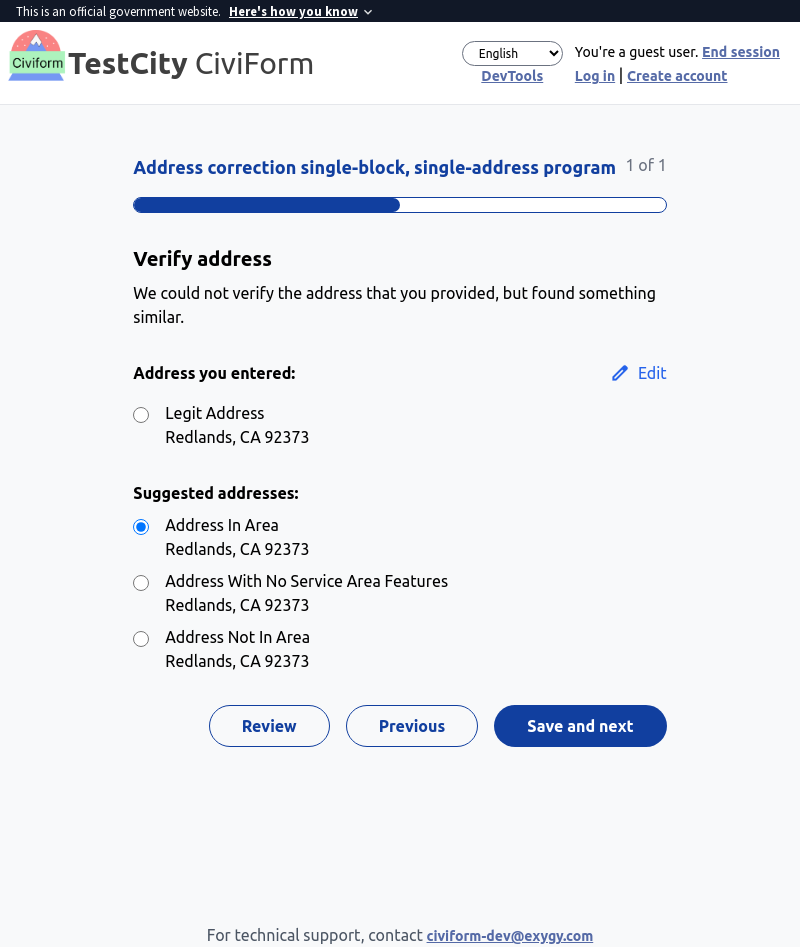 This is an official government website. Here's how you know
Civiform
TestCity CiviForm
English
You're a guest user. End session
DevTools
Log in | Create account
Address correction single-block, single-address program
1 of 1
Verify address
We could not verify the address that you provided, but found something
similar.
Address you entered:
Edit
Legit Address
Redlands, CA 92373
Suggested addresses:
Address In Area
Redlands, CA 92373
Address With No Service Area Features
Redlands, CA 92373
Address Not In Area
Redlands, CA 92373
Review
Previous
Save and next
For technical support, contact civiform-dev@exygy.com